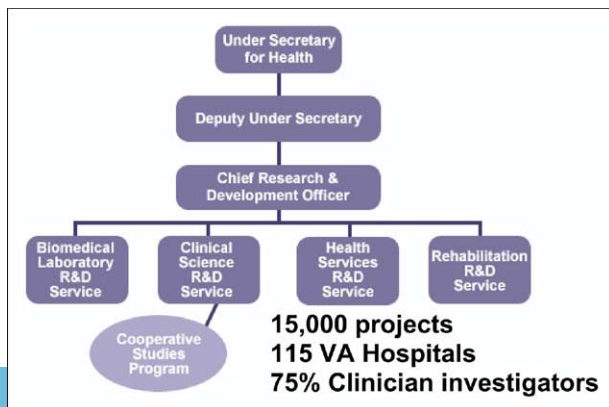 Under Secretary
for Health
Deputy Under Secretary
Chief Research &
Development Officer
Biomedical
Laboratory
R&D
Service
Clinical
Science
R&D
Service
Health
Services
R&D
Service
Rehabilitation
R&D
Service
Cooperative
Studies
Program
15,000 projects
115 VA Hospitals
75% Clinician investigators